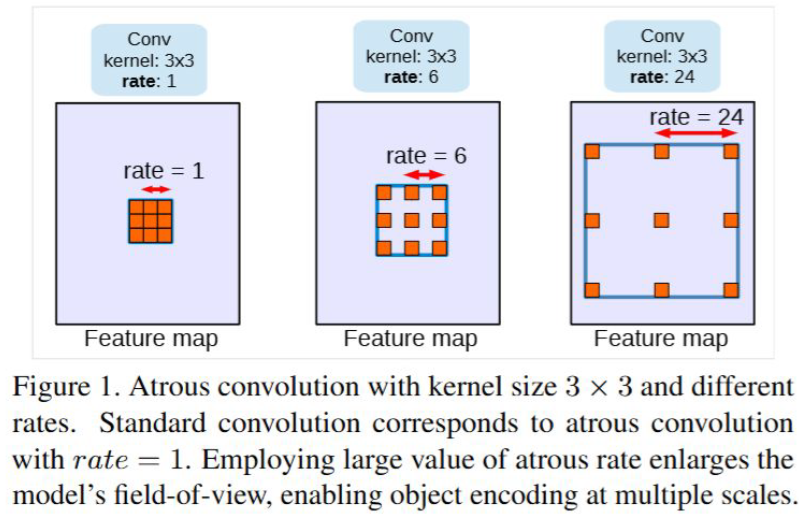 Conv
kernel: 3x3
rate: 1
Conv
kernel: 3x3
rate: 6
Conv
kernel: 3x3
rate: 24
rate = 1
rate = 6
rate = 24
Feature map
Feature map
Feature map
Figure 1. Atrous convolution with kernel size 3 × 3 and different
rates. Standard convolution corresponds to atrous convolution
with rate = 1. Employing large value of atrous rate enlarges the
model's field-of-view, enabling object encoding at multiple scales.